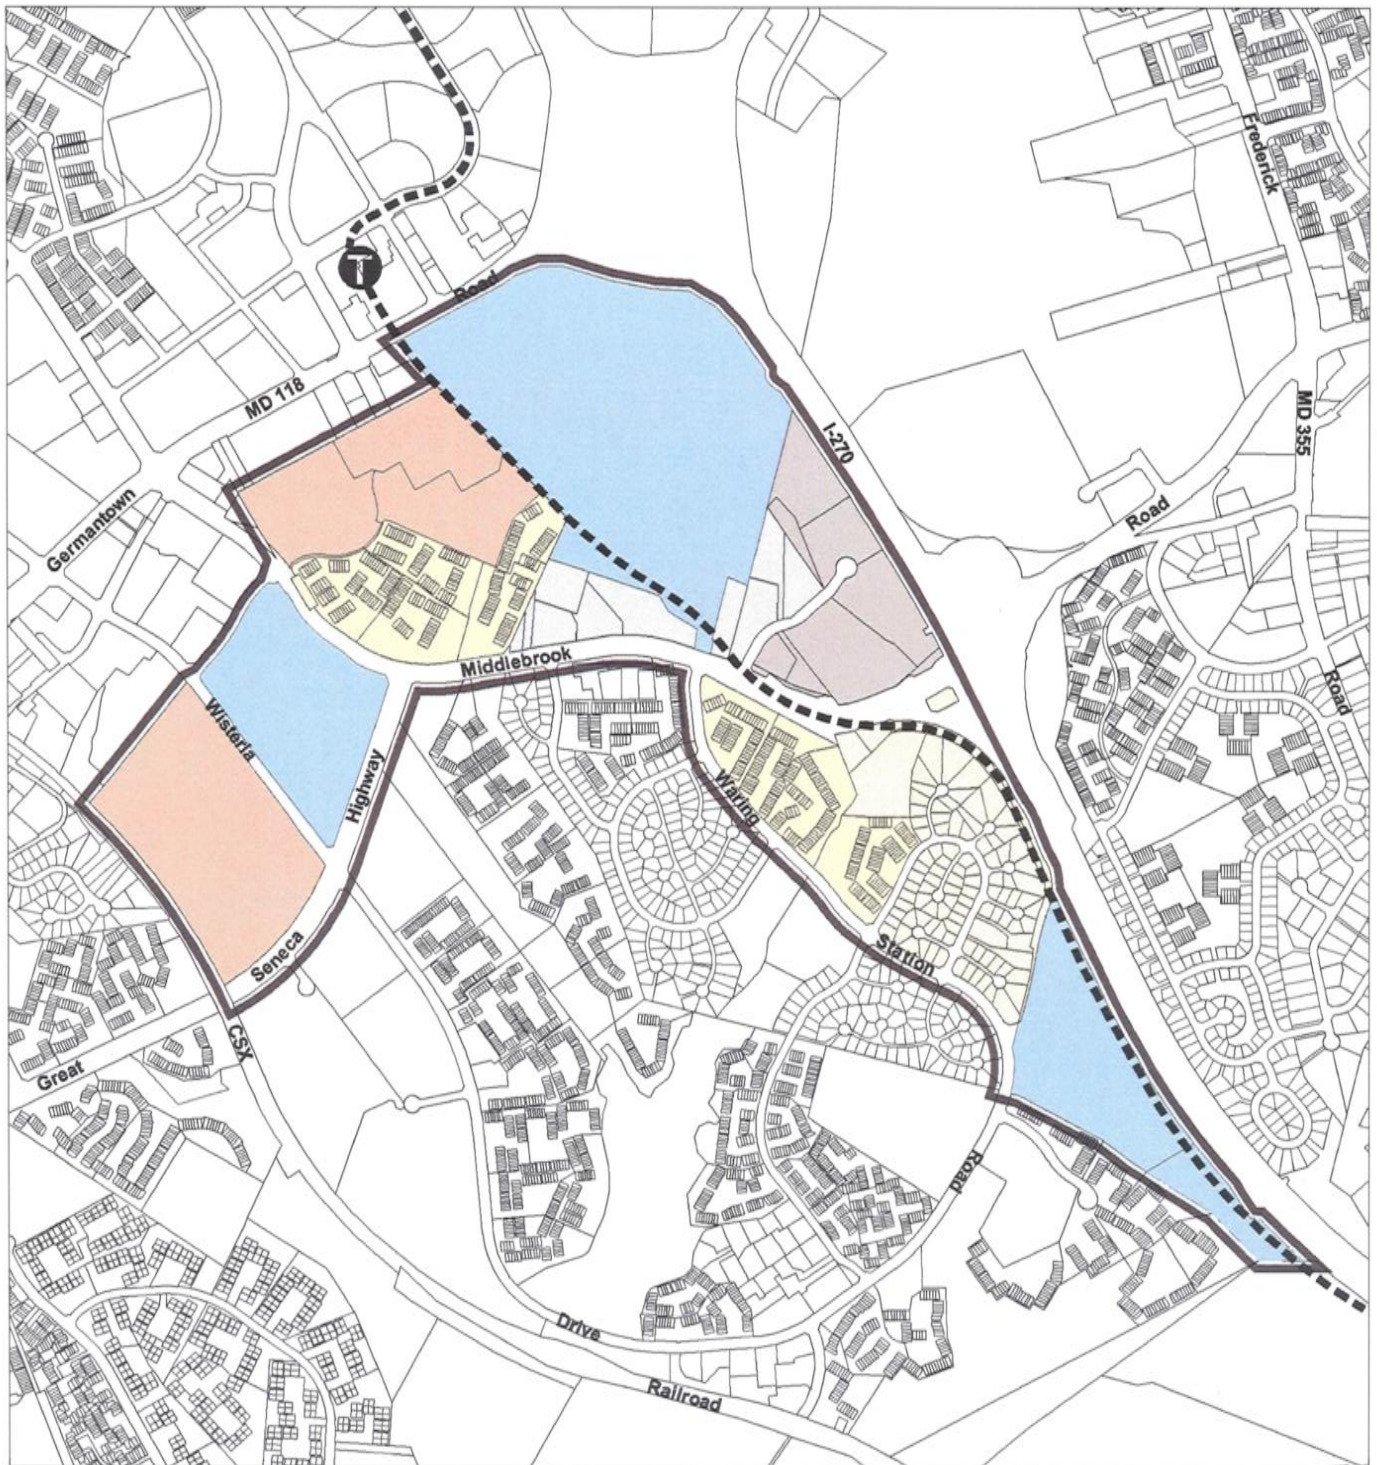 Frederick
T
Road
MD 118
MD 355
I-270
Germantown
Road
Middlebrook
Road
Wisteria
Highway
Waring
Seneca
Station
CSX
Great
Road
Drive
Railroad